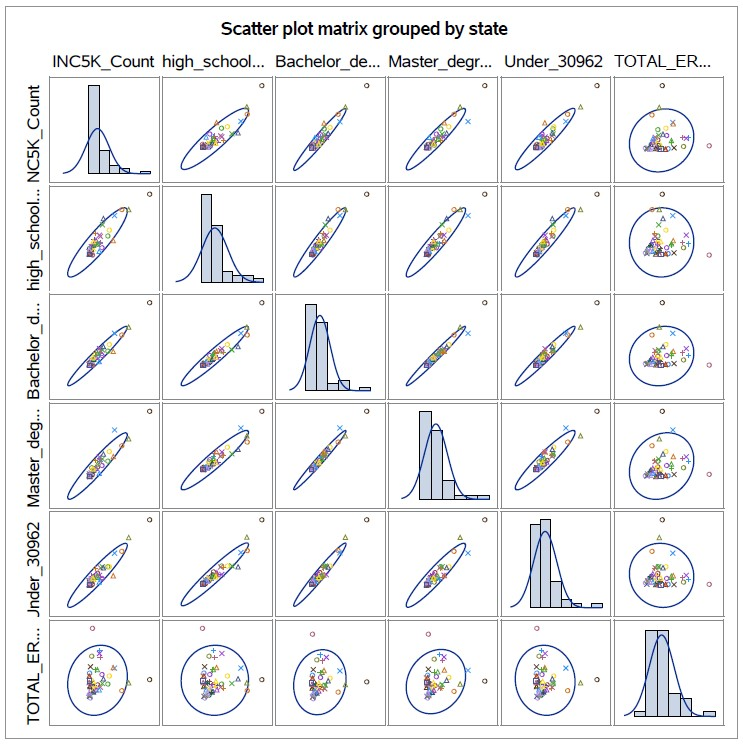 Scatter plot matrix grouped by state
INC5K_Count high_school... Bachelor_de... Master_degr... Under_30962 TOTAL_ER...
NC5K_Count
high_school...
Bachelor_d...
Master_deg...
Jnder_30962
TOTAL_ER...